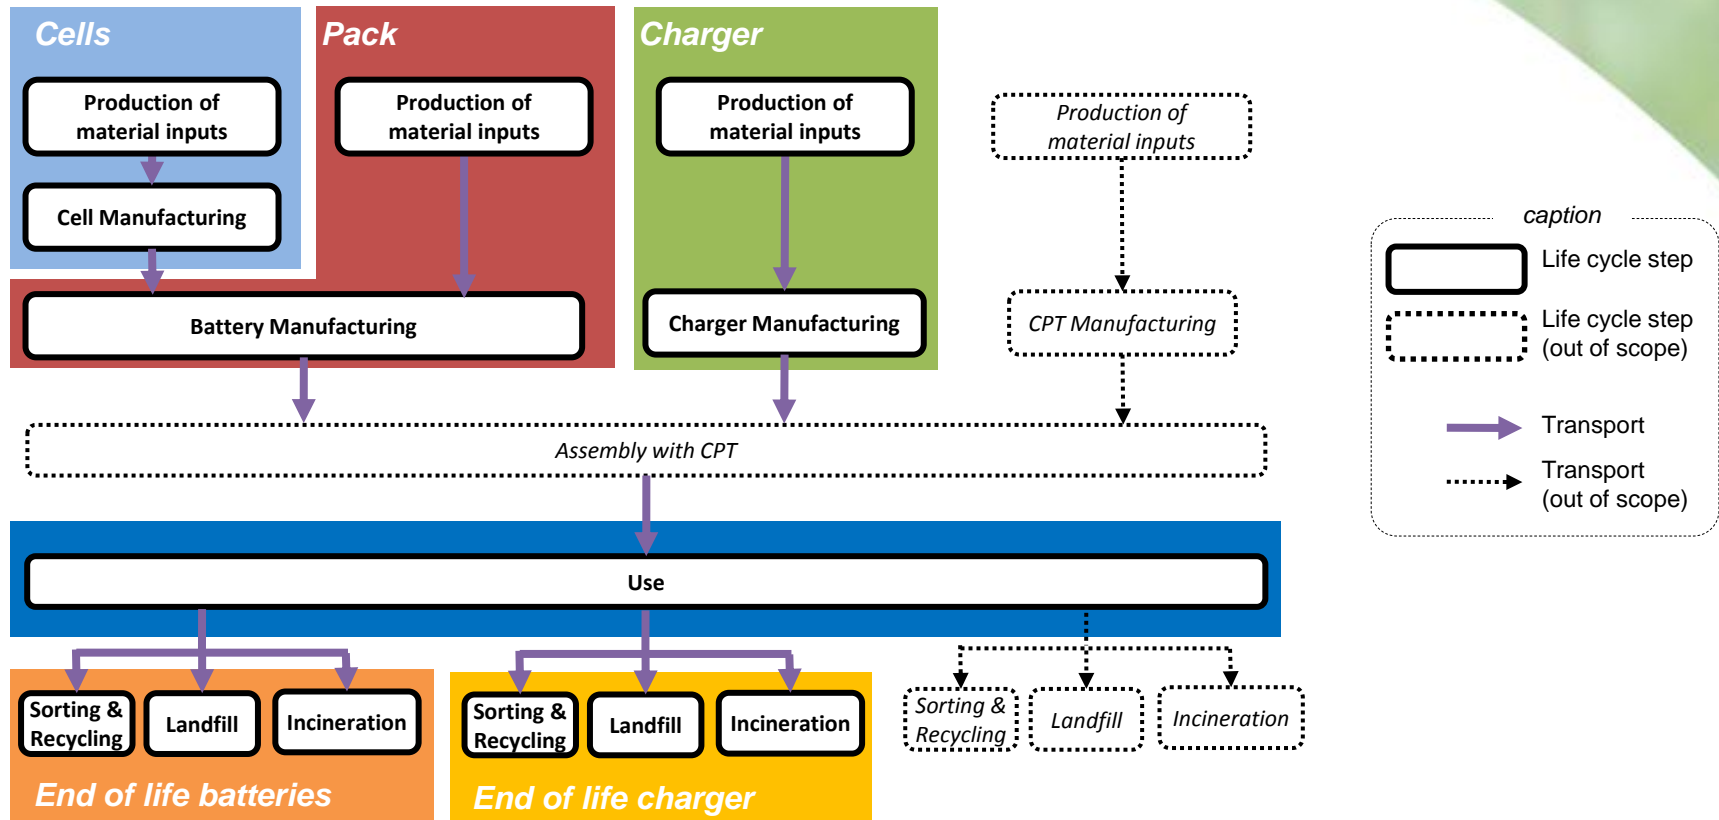 Cells
Pack
Charger
Production of
material inputs
Production of
material inputs
Production of
material inputs
Production of
material inputs
Cell Manufacturing
Battery Manufacturing
Charger Manufacturing
CPT Manufacturing
Assembly with CPT
Use
Sorting &
Recycling
Landfill
Incineration
End of life batteries
Sorting &
Recycling
Landfill
Incineration
End of life charger
Sorting &
Recycling
Landfill
Incineration
caption
Life cycle step
Life cycle step
(out of scope)
Transport
Transport
(out of scope)